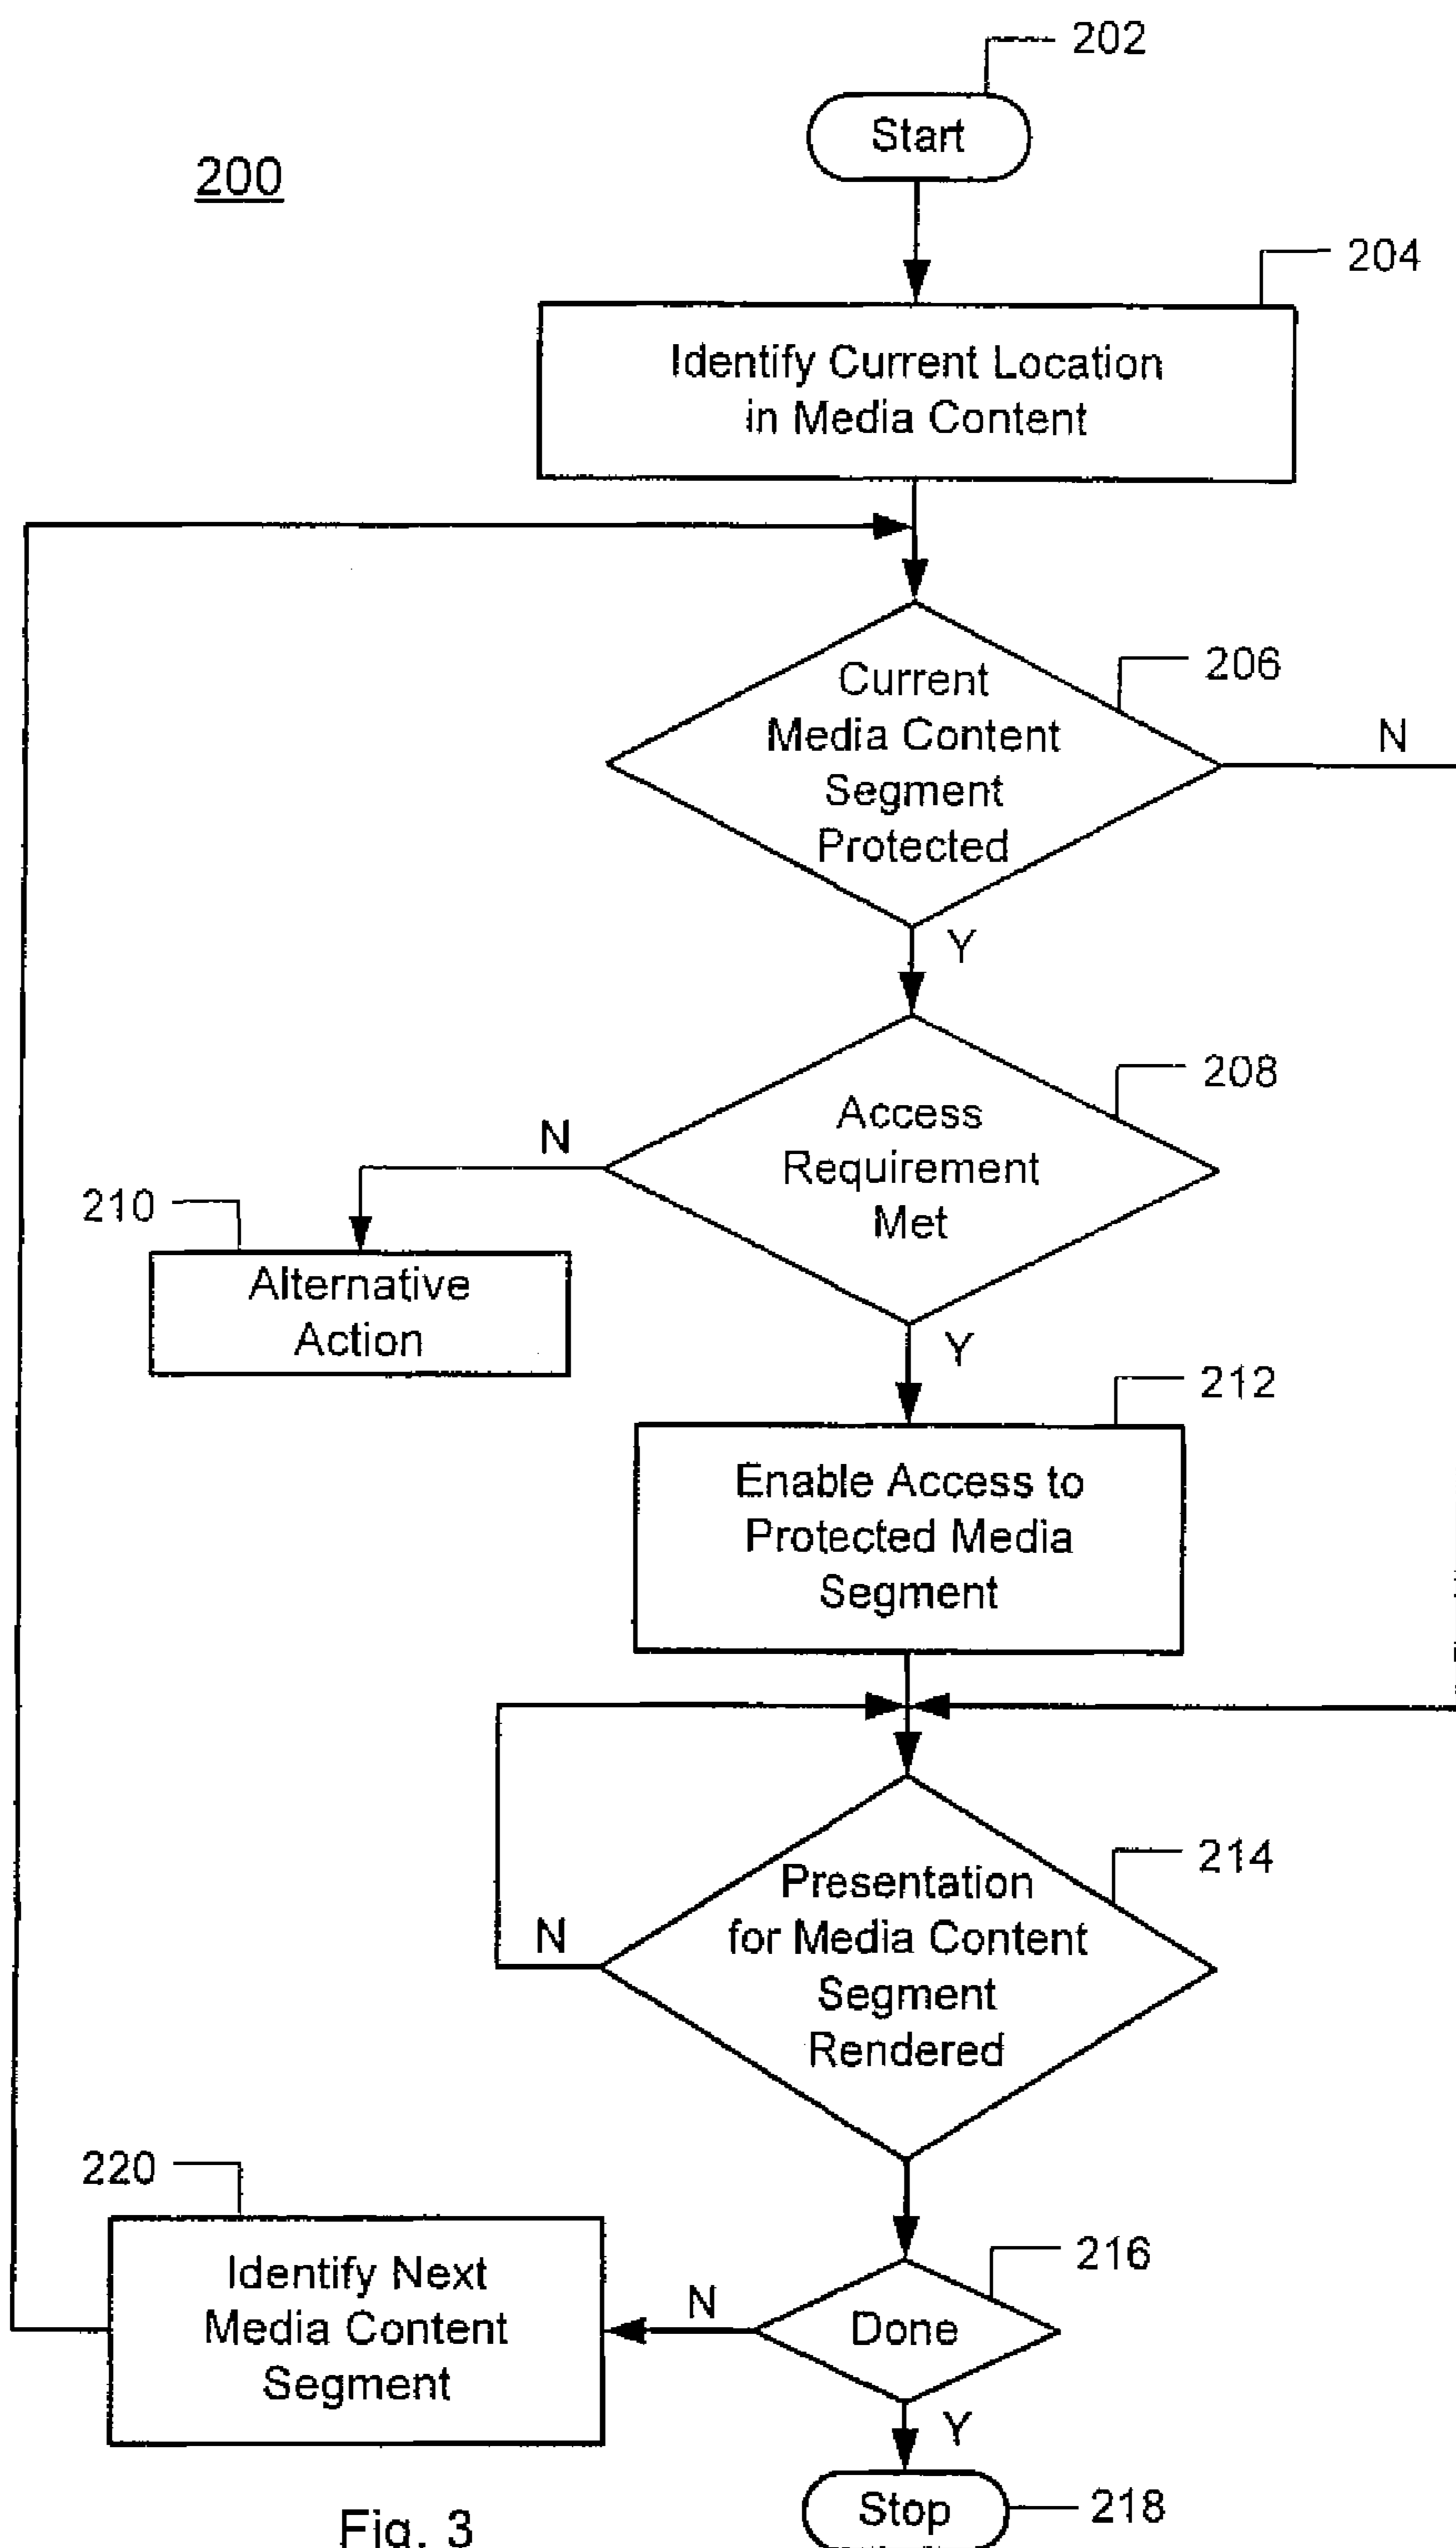 202
Start
200
204
Identify Current Location
in Media Content
206
Current
Media Content
Segment
Protected
N
Y
208
Access
Requirement
Met
N
210
Alternative
Action
Y
212
Enable Access to
Protected Media
Segment
214
Presentation
for Media Content
Segment
Rendered
N
220
Identify Next
Media Content
Segment
216
Done
N
Y
Stop
218
Fig. 3